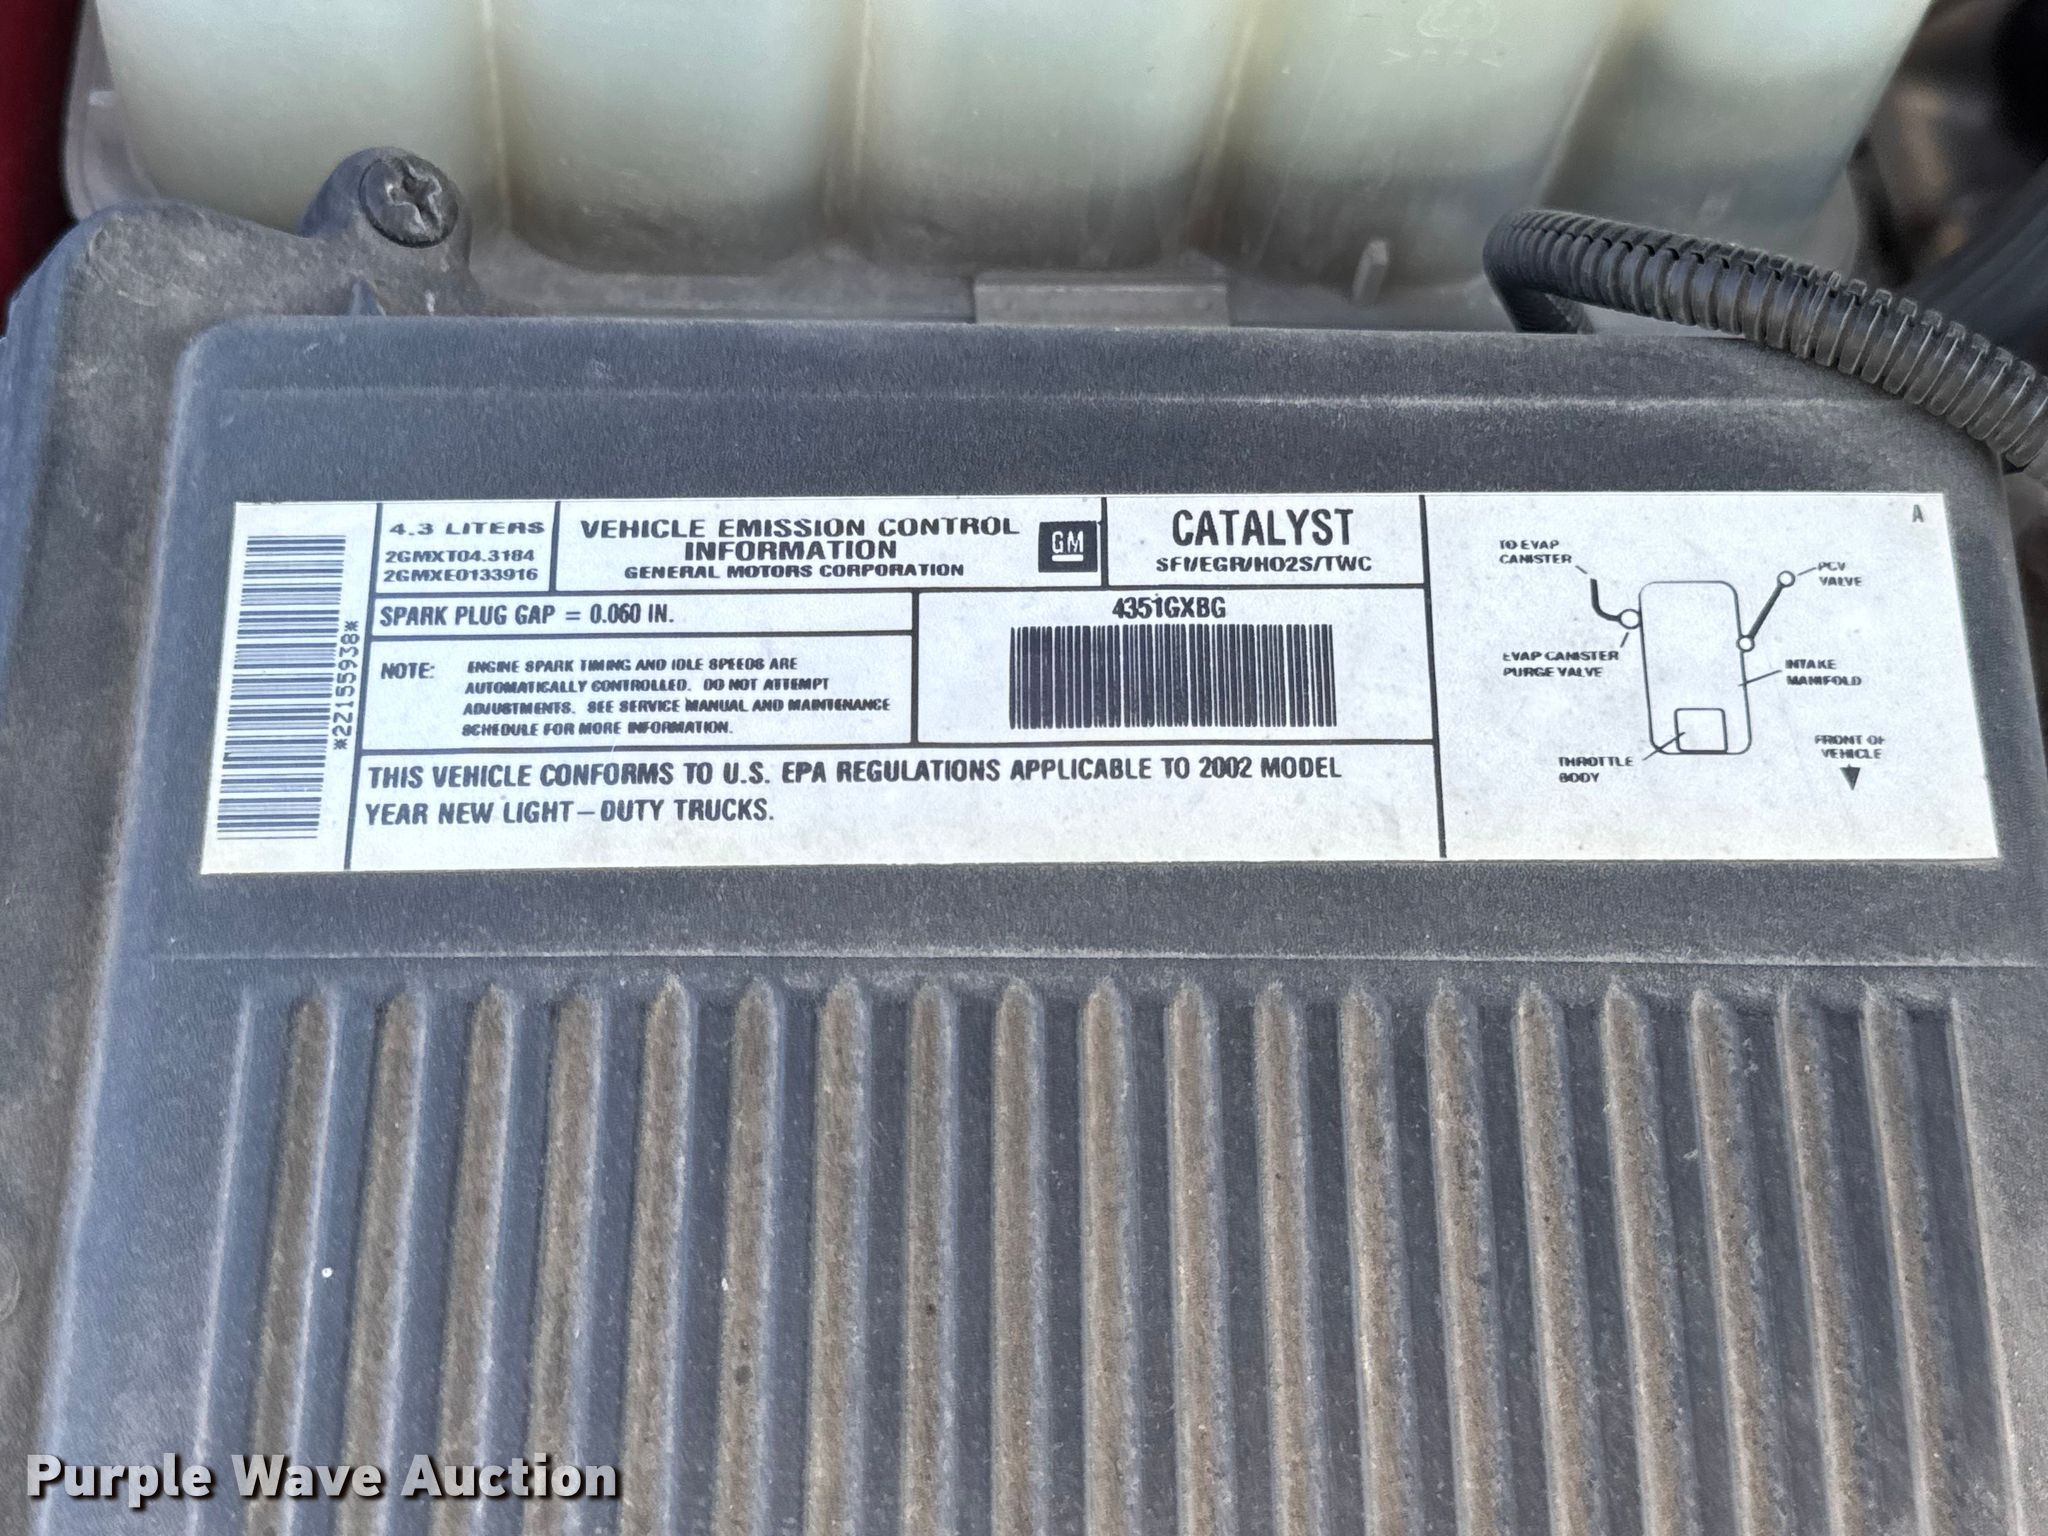 *22155938*
4.3 LITERS
2GMXT04.3184
2GMXE0133916
VEHICLE EMISSION CONTROL
INFORMATION
GENERAL MOTORS CORPORATION
GM
CATALYST
SFI/EGR/HO2S/TWC
SPARK PLUG GAP = 0.060 IN.
NOTE: ENGINE SPARK TIMING AND IDLE SPEEDS ARE
AUTOMATICALLY CONTROLLED. DO NOT ATTEMPT
ADJUSTMENTS. SEE SERVICE MANUAL AND MAINTENANCE
SCHEDULE FOR MORE INFORMATION.
4351GXBG
THIS VEHICLE CONFORMS TO U.S. EPA REGULATIONS APPLICABLE TO 2002 MODEL
YEAR NEW LIGHT-DUTY TRUCKS.
A
TO EVAP
CANISTER
PCV
VALVE
EVAP CANISTER
PURGE VALVE
INTAKE
MANIFOLD
THROTTLE
BODY
FRONT OF
VEHICLE
Purple Wave Auction